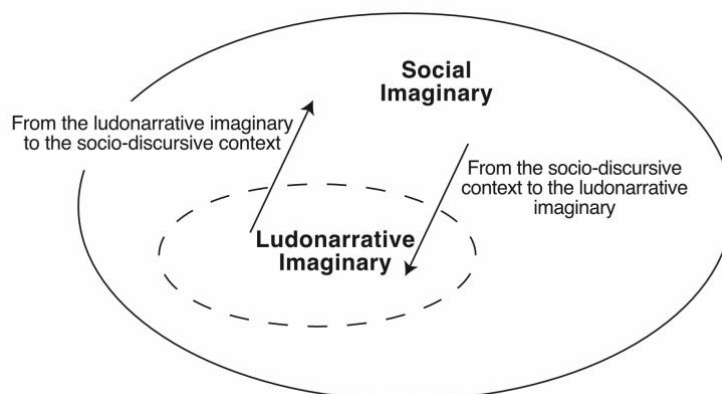 Social
Imaginary
From the ludonarrative imaginary
to the socio-discursive context
From the socio-discursive
context to the ludonarrative
imaginary
Ludonarrative
Imaginary